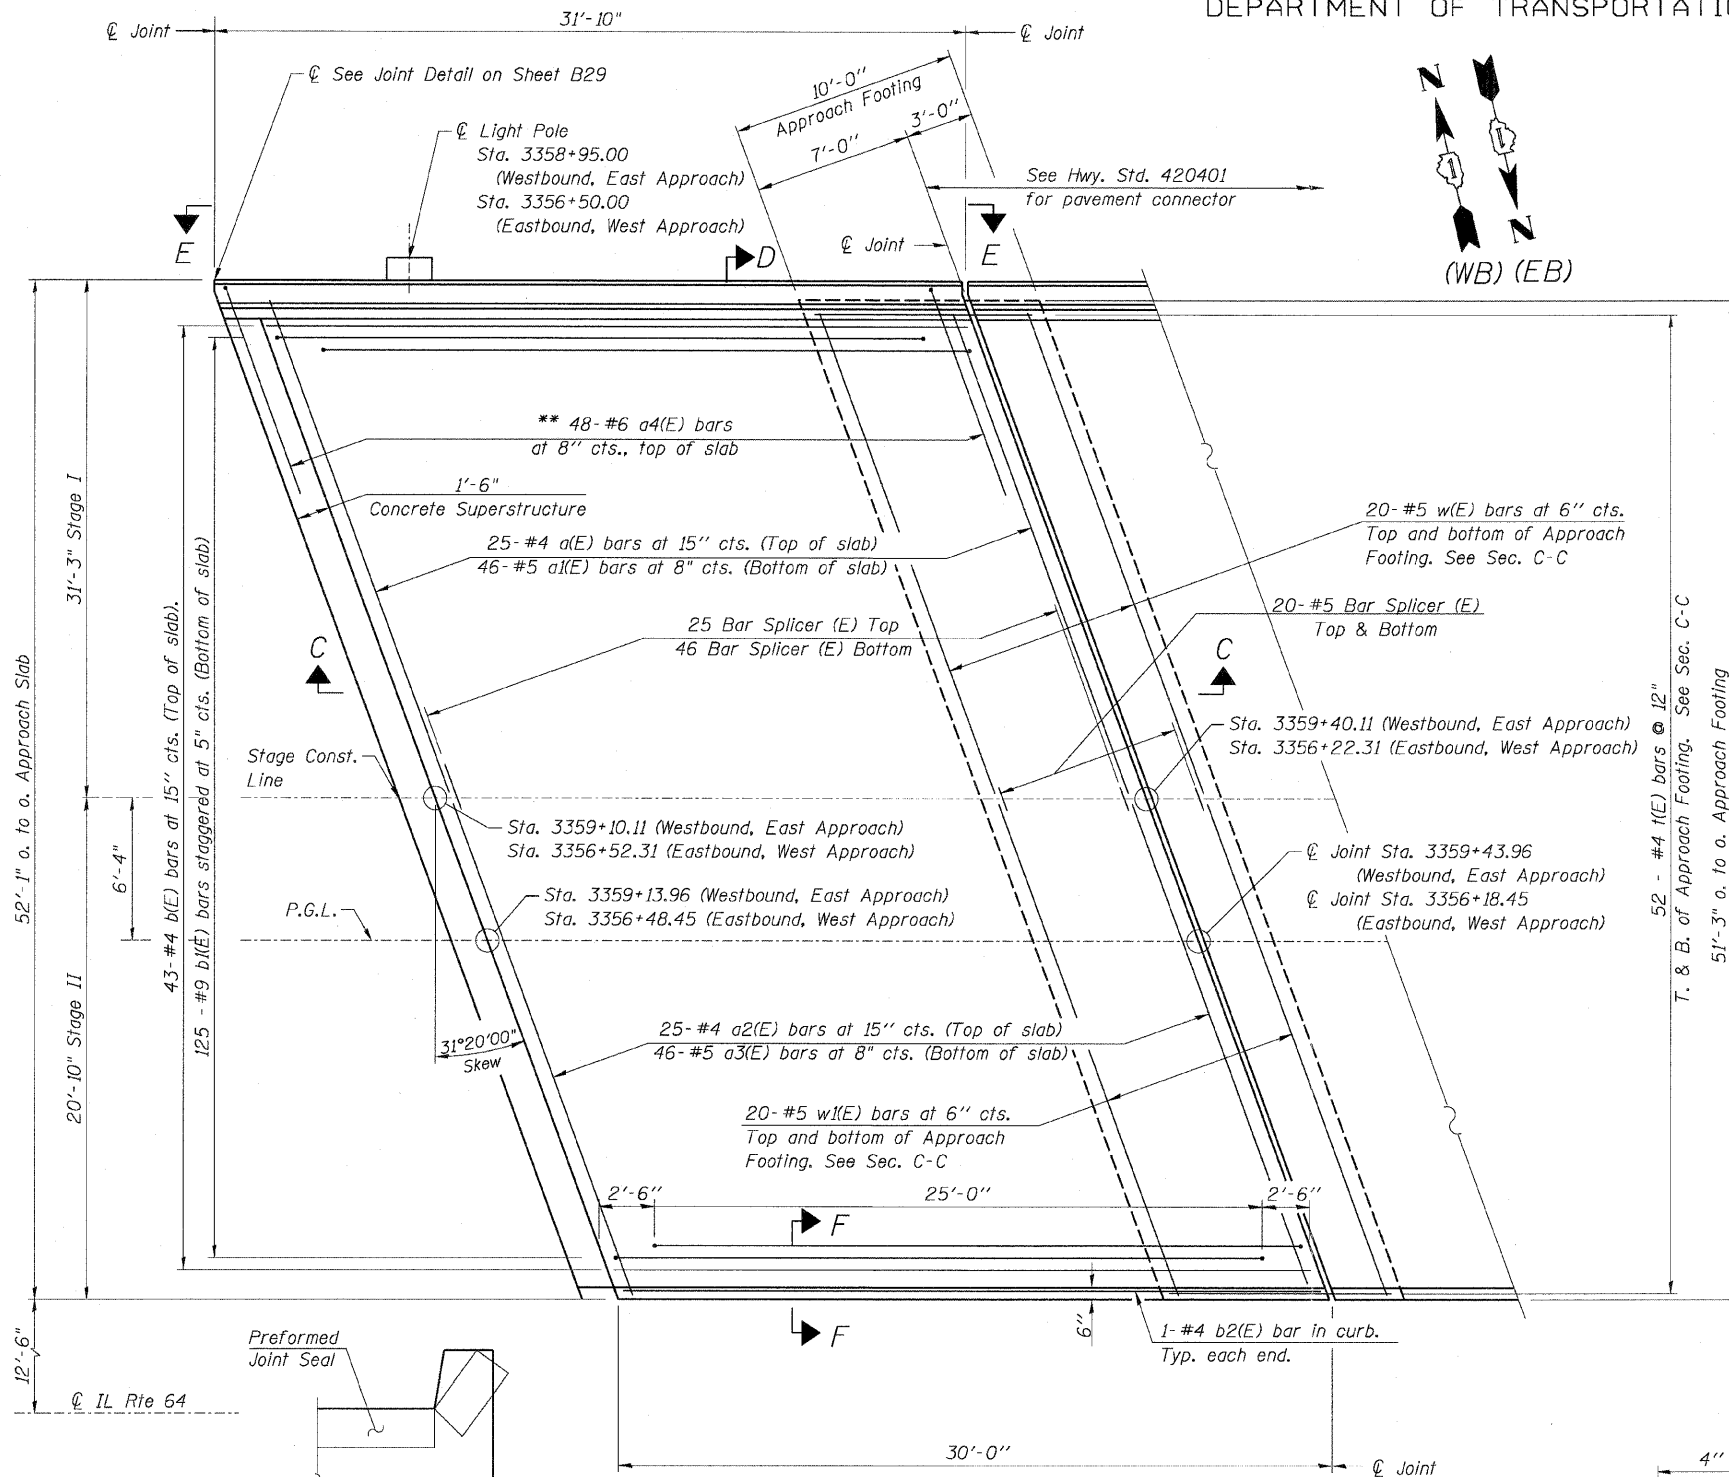 DEPARTMENT OF TRANSPORTATI
31'-10"
℄ Joint
℄ Joint
℄ See Joint Detail on Sheet B29
10'-0"
Approach Footing
3'-0"
7'-0"
℄ Light Pole
Sta. 3358+95.00
(Westbound, East Approach)
Sta. 3356+50.00
(Eastbound, West Approach)
See Hwy. Std. 420401
for pavement connector
N
N
(WB) (EB)
E
D
℄ Joint
E
** 48-#6 a4(E) bars
at 8" cts., top of slab
1'-6"
Concrete Superstructure
25-#4 a(E) bars at 15" cts. (Top of slab)
46-#5 a1(E) bars at 8" cts. (Bottom of slab)
20-#5 w(E) bars at 6" cts.
Top and bottom of Approach
Footing. See Sec. C-C
25 Bar Splicer (E) Top
46 Bar Splicer (E) Bottom
20-#5 Bar Splicer (E)
Top & Bottom
C
C
52'-1" o. to o. Approach Slab
31'-3" Stage I
20'-10" Stage II
6'-4"
43-#4 b(E) bars at 15" cts. (Top of slab).
125 - #9 b1(E) bars staggered at 5" cts. (Bottom of slab)
Stage Const.
Line
Sta. 3359+40.11 (Westbound, East Approach)
Sta. 3356+22.31 (Eastbound, West Approach)
Sta. 3359+10.11 (Westbound, East Approach)
Sta. 3356+52.31 (Eastbound, West Approach)
℄ Joint Sta. 3359+43.96
(Westbound, East Approach)
℄ Joint Sta. 3356+18.45
(Eastbound, West Approach)
Sta. 3359+13.96 (Westbound, East Approach)
Sta. 3356+48.45 (Eastbound, West Approach)
P.G.L.
52 - #4 t(E) bars @ 12"
T. & B. of Approach Footing. See Sec. C-C
51'-3" o. to o. Approach Footing
31°20'00"
Skew
25-#4 a2(E) bars at 15" cts. (Top of slab)
46-#5 a3(E) bars at 8" cts. (Bottom of slab)
20-#5 w1(E) bars at 6" cts.
Top and bottom of Approach
Footing. See Sec. C-C
2'-6"
25'-0"
2'-6"
F
F
6"
1-#4 b2(E) bar in curb.
Typ. each end.
12'-6"
Preformed
Joint Seal
℄ IL Rte 64
30'-0"
℄ Joint
4"